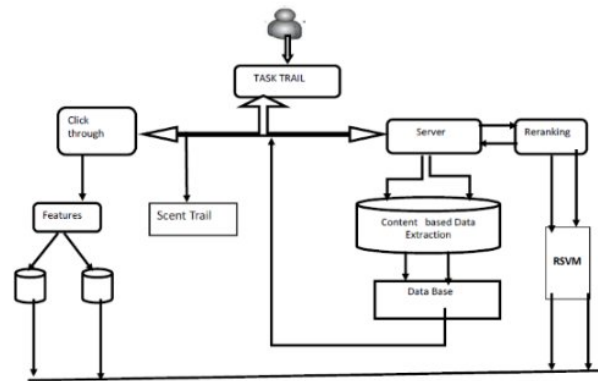 TASK TRAIL
Click
through
Server
Reranking
Features
Scent Trail
Content based Data
Extraction
RSVM
Data Base